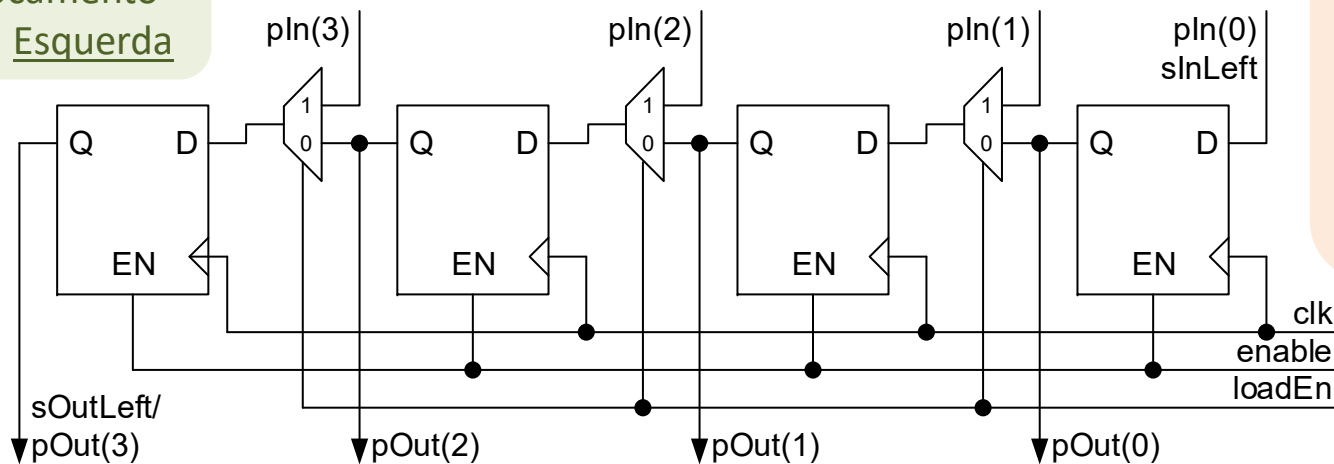 Esquerda
pIn(3)
pIn(2)
pIn(1)
pIn(0)
sInLeft
1
0
1
0
1
0
Q D
Q D
Q D
Q D
EN
EN
EN
EN
clk
enable
loadEn
sOutLeft/
pOut(3)
pOut(2)
pOut(1)
pOut(0)